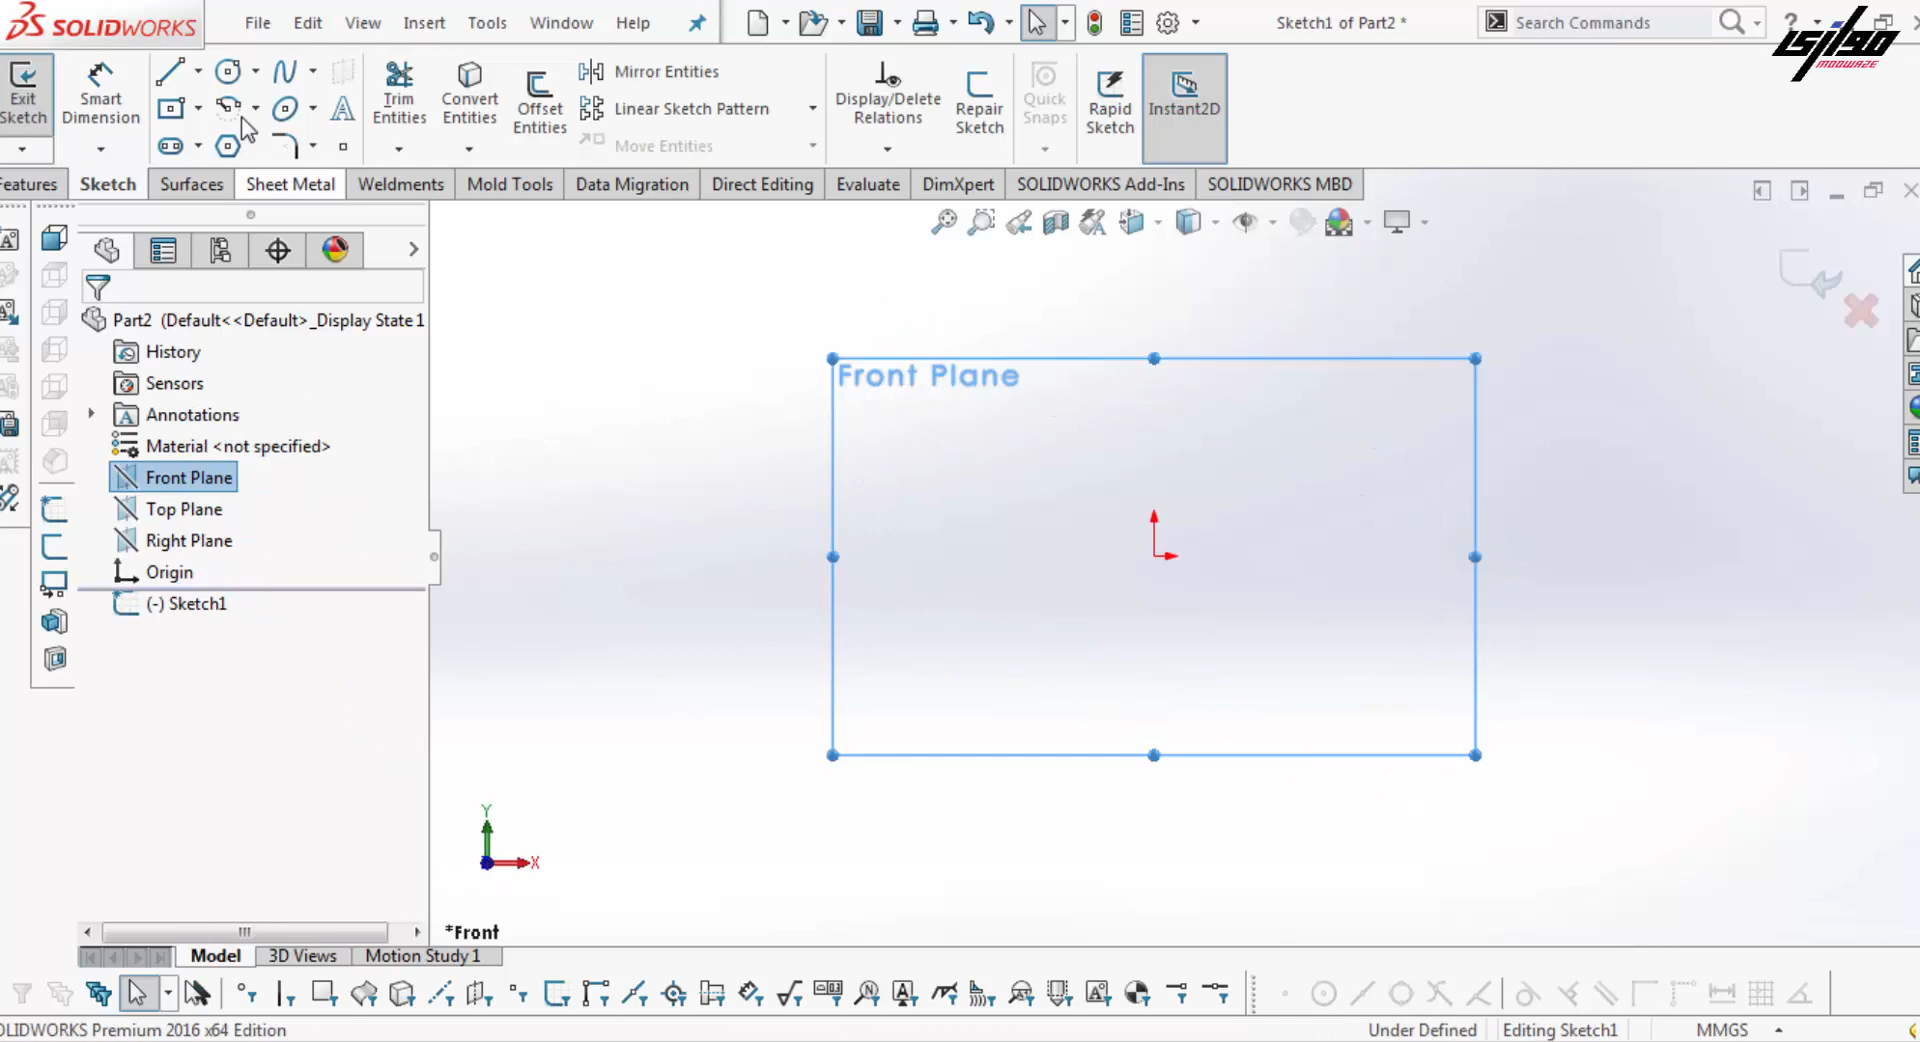 SOLIDWORKS File Edit View Insert Tools Window Help Sketch1 of Part2 * Search Commands ?
مووازی
MODWAZE
Exit Sketch
Smart Dimension
Trim Entities
Convert Entities
Offset Entities
Mirror Entities
Linear Sketch Pattern
Move Entities
Display/Delete Relations
Repair Sketch
Quick Snaps
Rapid Sketch
Instant2D
Features Sketch Surfaces Sheet Metal Weldments Mold Tools Data Migration Direct Editing Evaluate DimXpert SOLIDWORKS Add-Ins SOLIDWORKS MBD
Part2 (Default<<Default>_Display State 1
History
Sensors
Annotations
Material <not specified>
Front Plane
Top Plane
Right Plane
Origin
(-) Sketch1
Front Plane
Y
X
*Front
Model 3D Views Motion Study 1
SOLIDWORKS Premium 2016 x64 Edition Under Defined Editing Sketch1 MMGS